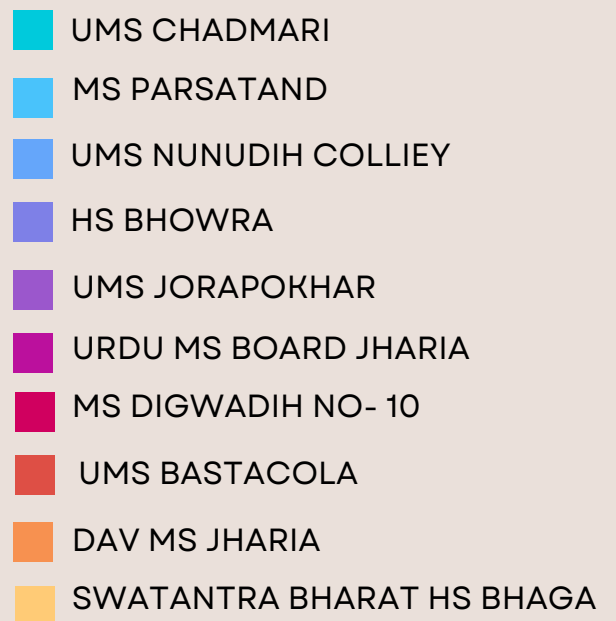 UMS CHADMARI
MS PARSATAND
UMS NUNUDIH COLLIEY
HS BHOWRA
UMS JORAPOKHAR
URDU MS BOARD JHARIA
MS DIGWADIH NO- 10
UMS BASTACOLA
DAV MS JHARIA
SWATANTRA BHARAT HS BHAGA